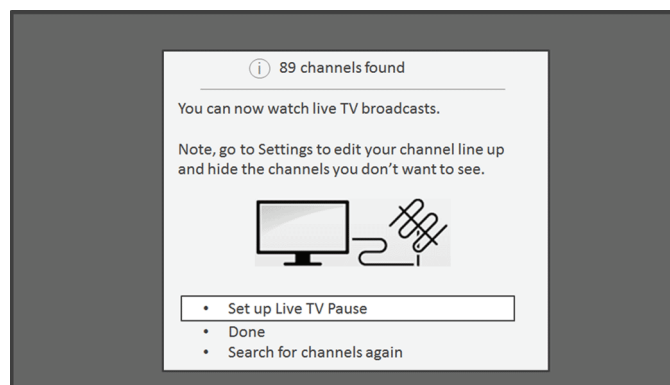 89 channels found
You can now watch live TV broadcasts.
Note, go to Settings to edit your channel line up
and hide the channels you don't want to see.
• Set up Live TV Pause
• Done
• Search for channels again